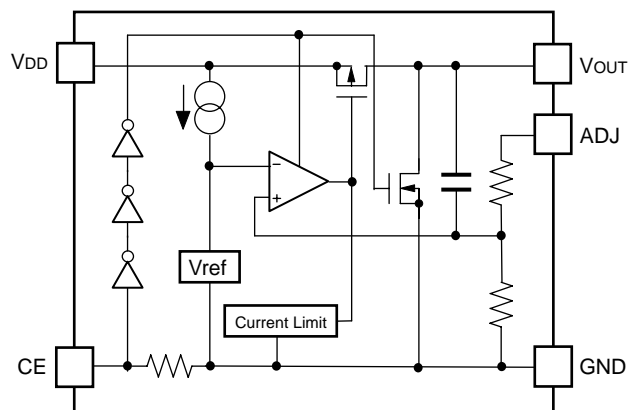 VDD
VOUT
ADJ
−
+
Vref
Current Limit
CE
GND